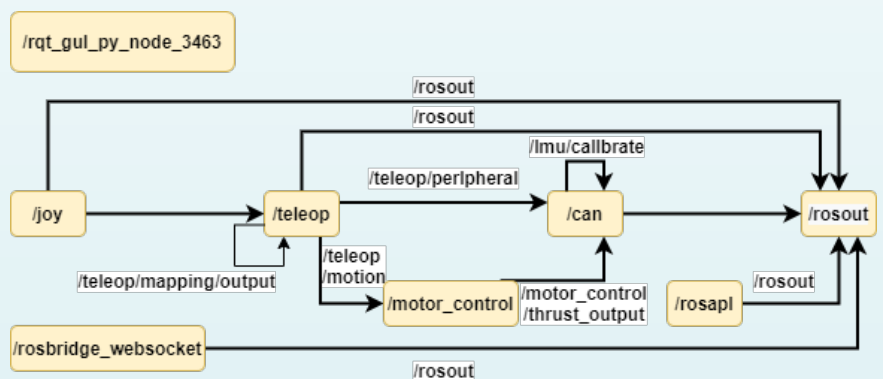 /rqt_gul_py_node_3463
/rosout
/rosout
/lmu/callbrate
/teleop/perlpheral
/joy
/teleop
/can
/rosout
/teleop
/motion
/teleop/mapping/output
/motor_control
/motor_control
/thrust_output
/rosapl
/rosout
/rosbridge_websocket
/rosout